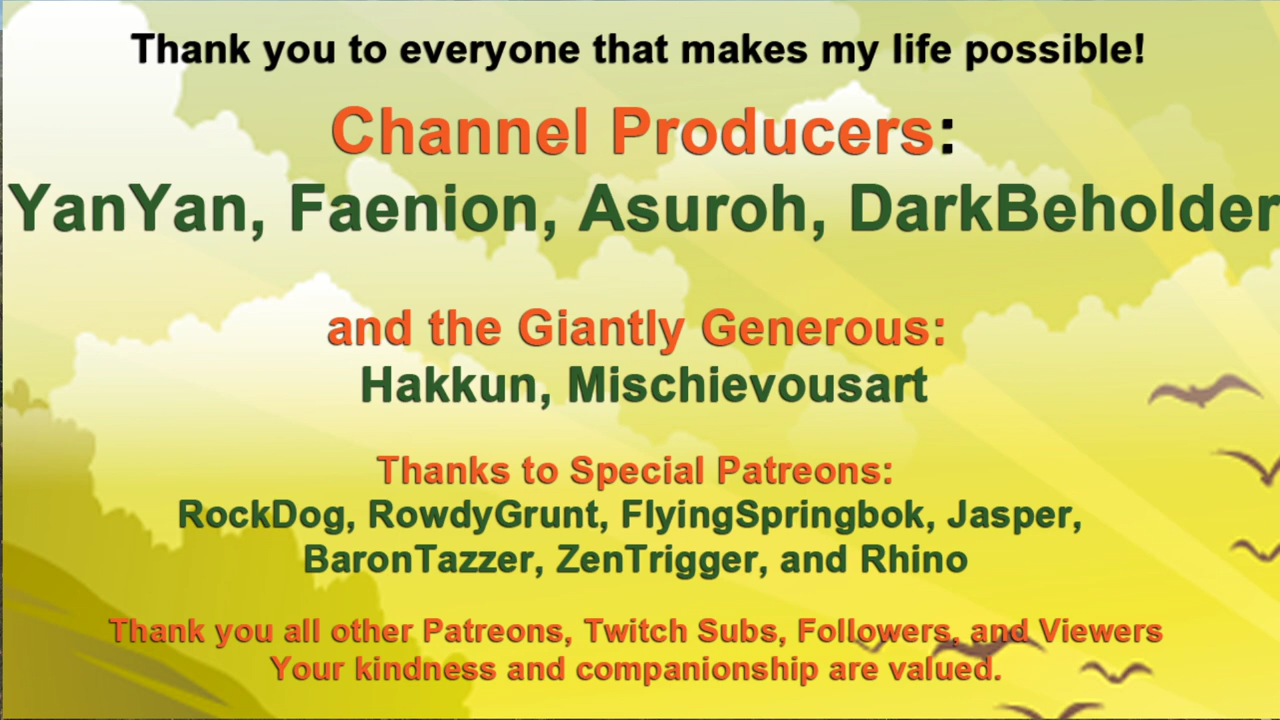 Thank you to everyone that makes my life possible!
Channel Producers:
YanYan, Faenion, Asuroh, DarkBeholder
and the Giantly Generous:
Hakkun, Mischievousart
Thanks to Special Patreons:
RockDog, RowdyGrunt, FlyingSpringbok, Jasper,
BaronTazzer, ZenTrigger, and Rhino
Thank you all other Patreons, Twitch Subs, Followers, and Viewers
Your kindness and companionship are valued.